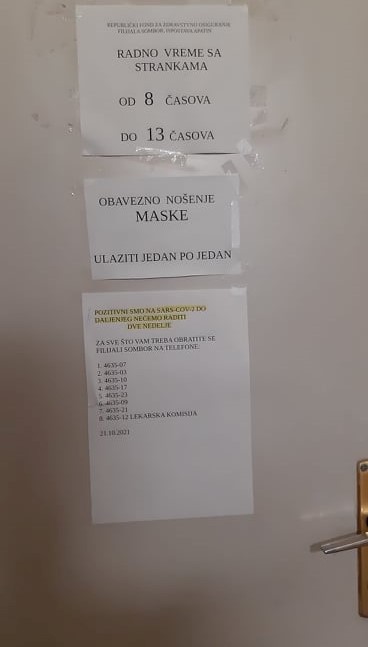 REPUBLIČKI FOND ZA ZDRAVSTVENO OSIGURANJE
FILIJALA SOMBOR, ISPOSTAVA APATIN
RADNO VREME SA
STRANKAMA
OD 8 ČASOVA
DO 13 ČASOVA
OBAVEZNO NOŠENJE
MASKE
ULAZITI JEDAN PO JEDAN
POZITIVNI SMO NA SARS-COV-2 DO
DALJENJEG NEĆEMO RADITI
DVE NEDELJE
ZA SVE ŠTO VAM TREBA OBRATITE SE
FILIJALI SOMBOR NA TELEFONE:
1. 4635-07
2. 4635-03
3. 4635-10
4. 4635-17
5. 4635-23
6. 4635-09
7. 4635-21
8. 4635-12 LEKARSKA KOMISIJA
21.10.2021